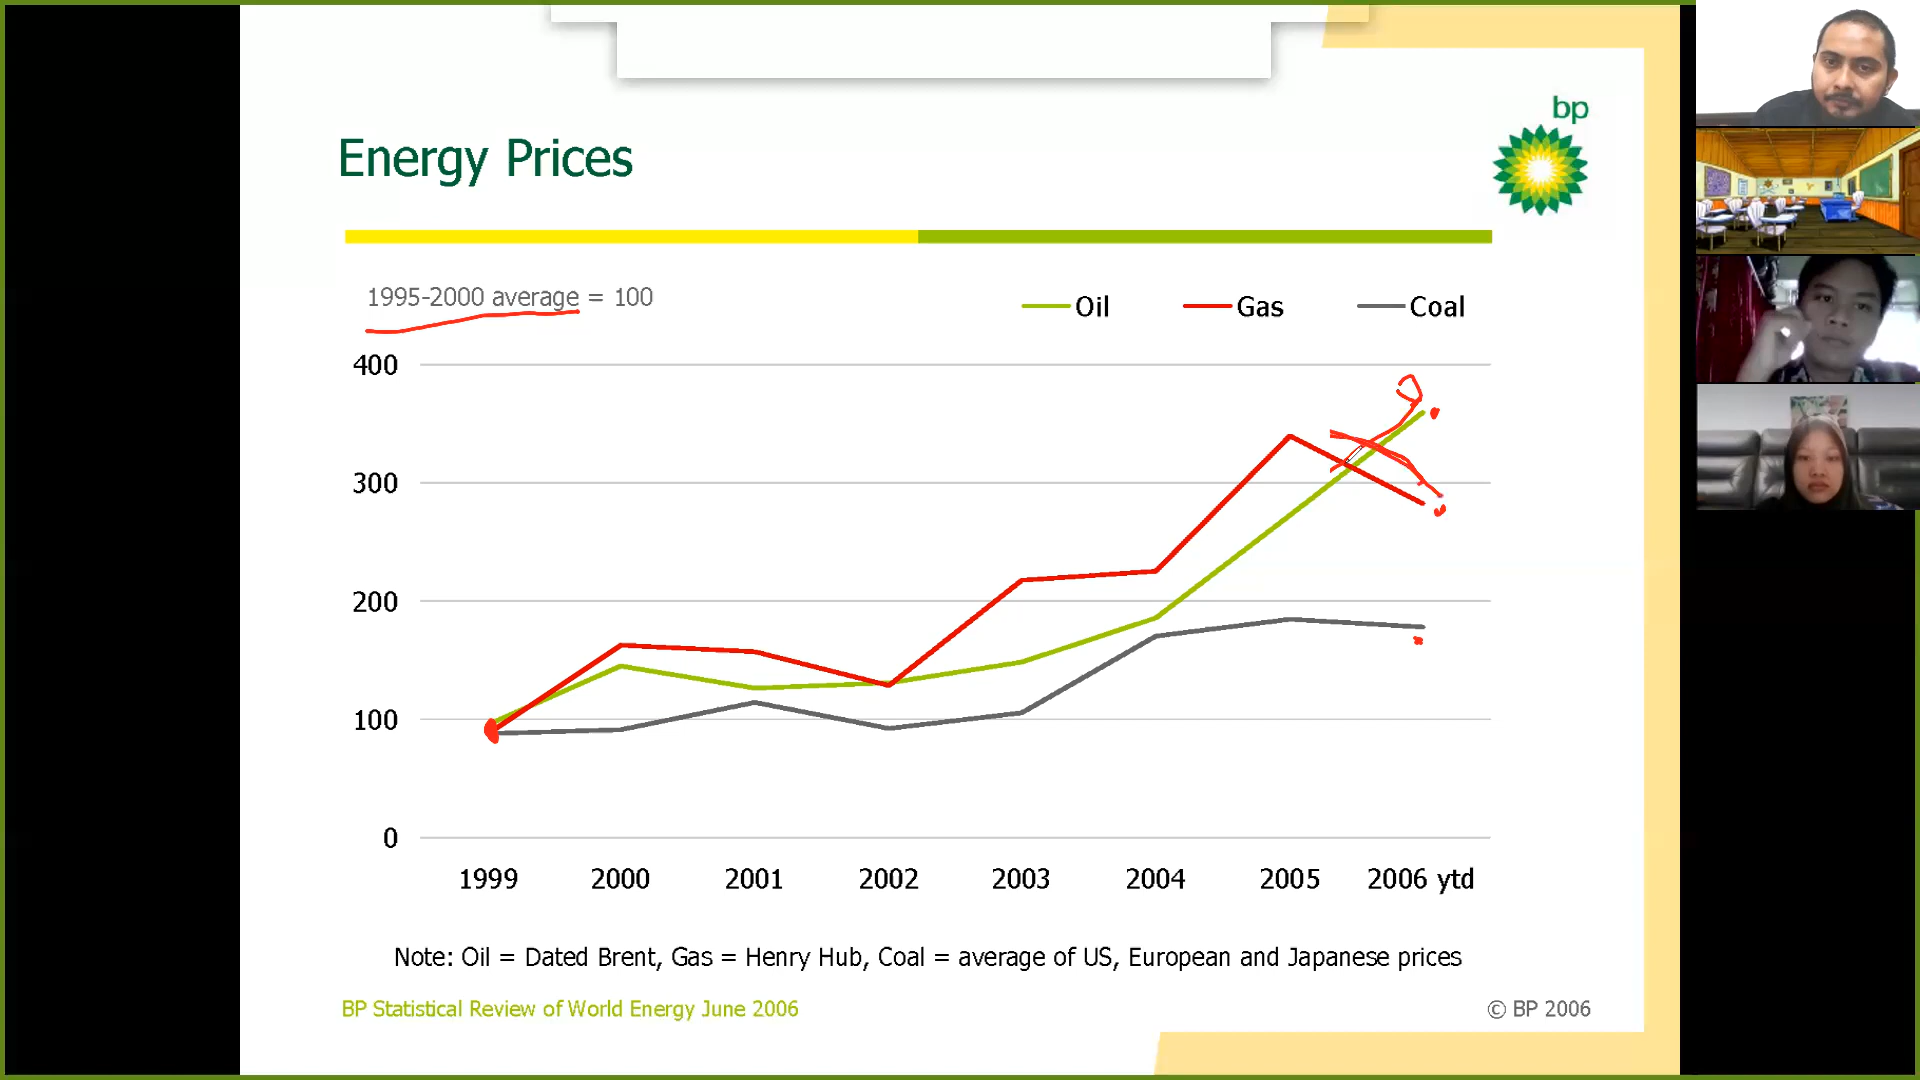 bp
Energy Prices
1995-2000 average = 100
Oil Gas Coal
400
300
200
100
0
1999 2000 2001 2002 2003 2004 2005 2006 ytd
Note: Oil = Dated Brent, Gas = Henry Hub, Coal = average of US, European and Japanese prices
BP Statistical Review of World Energy June 2006
© BP 2006